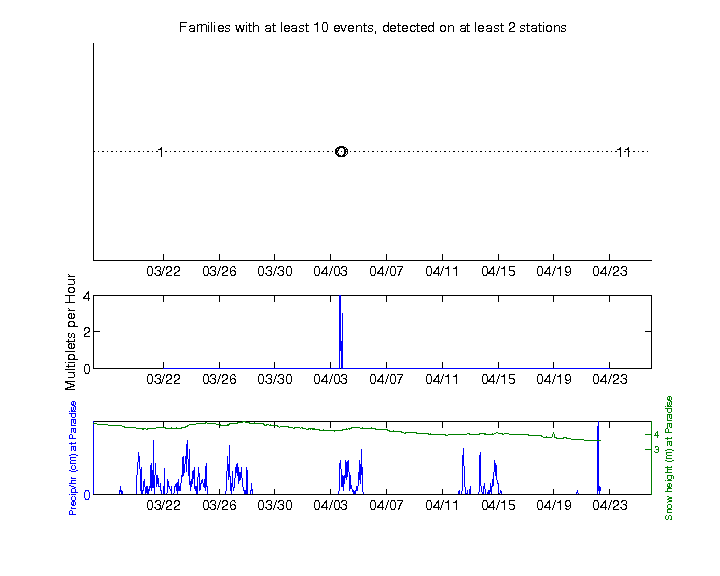 Families with at least 10 events, detected on at least 2 stations
1 11
03/22 03/26 03/30 04/03 04/07 04/11 04/15 04/19 04/23
Multiplets per Hour
4
2
0
03/22 03/26 03/30 04/03 04/07 04/11 04/15 04/19 04/23
Precip/hr (cm) at Paradise
0
4
3
Snow height (m) at Paradise
03/22 03/26 03/30 04/03 04/07 04/11 04/15 04/19 04/23